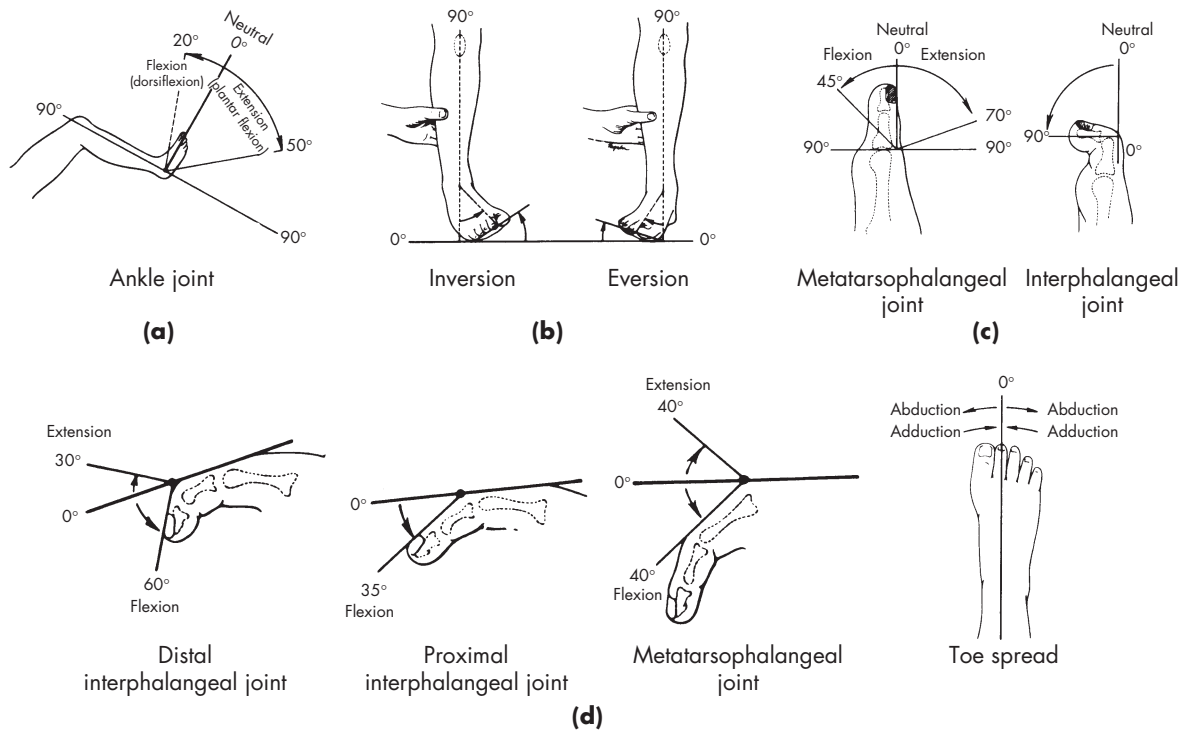 Neutral
0°
20°
Flexion
(dorsiflexion)
Extension
(plantar flexion)
50°
90°
90°
Ankle joint
(a)
90°
0°
Inversion
90°
0°
Eversion
(b)
Neutral
0°
Flexion
Extension
45°
70°
90°
90°
Metatarsophalangeal
joint
Neutral
0°
90°
0°
Interphalangeal
joint
(c)
Extension
30°
0°
60°
Flexion
Distal
interphalangeal joint
0°
35°
Flexion
Proximal
interphalangeal joint
Extension
40°
0°
40°
Flexion
Metatarsophalangeal
joint
0°
Abduction
Abduction
Adduction
Adduction
Toe spread
(d)